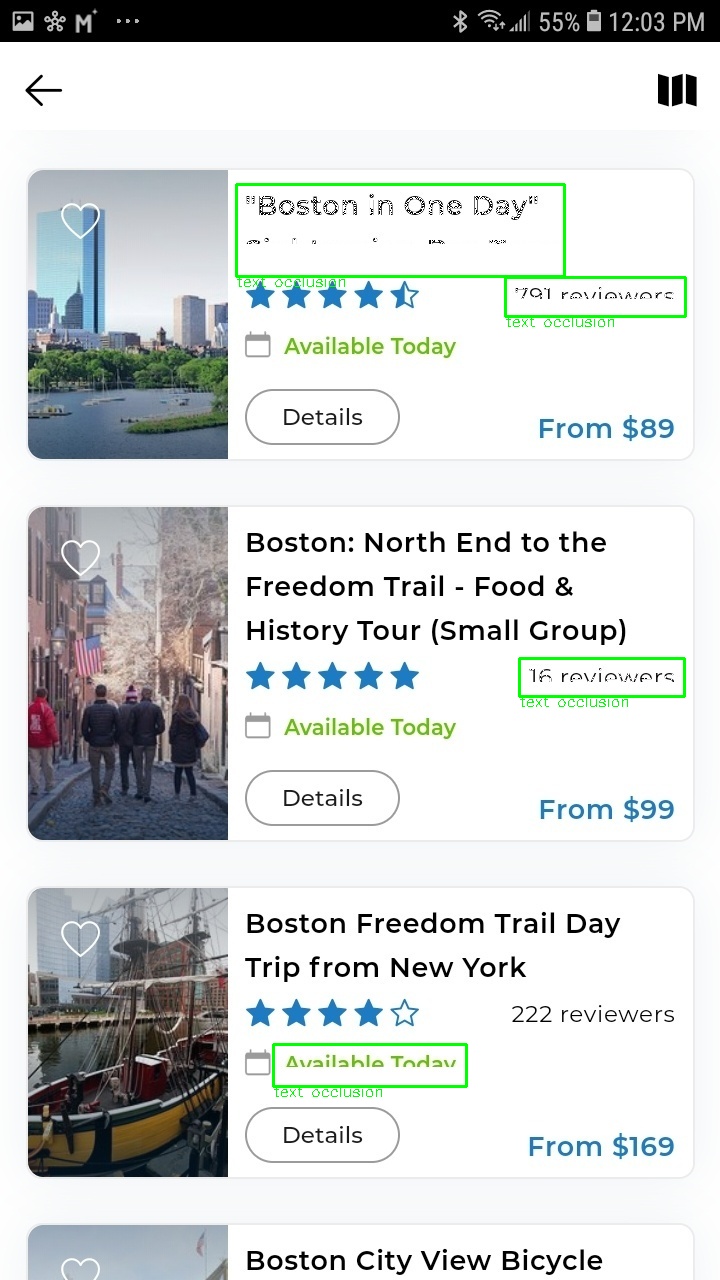 55% 12:03 PM
"Boston in One Day"
text occlusion
791 reviewers
text occlusion
Available Today
Details
From $89
Boston: North End to the
Freedom Trail - Food &
History Tour (Small Group)
16 reviewers
text occlusion
Available Today
Details
From $99
Boston Freedom Trail Day
Trip from New York
222 reviewers
Available Today
text occlusion
Details
From $169
Boston City View Bicycle